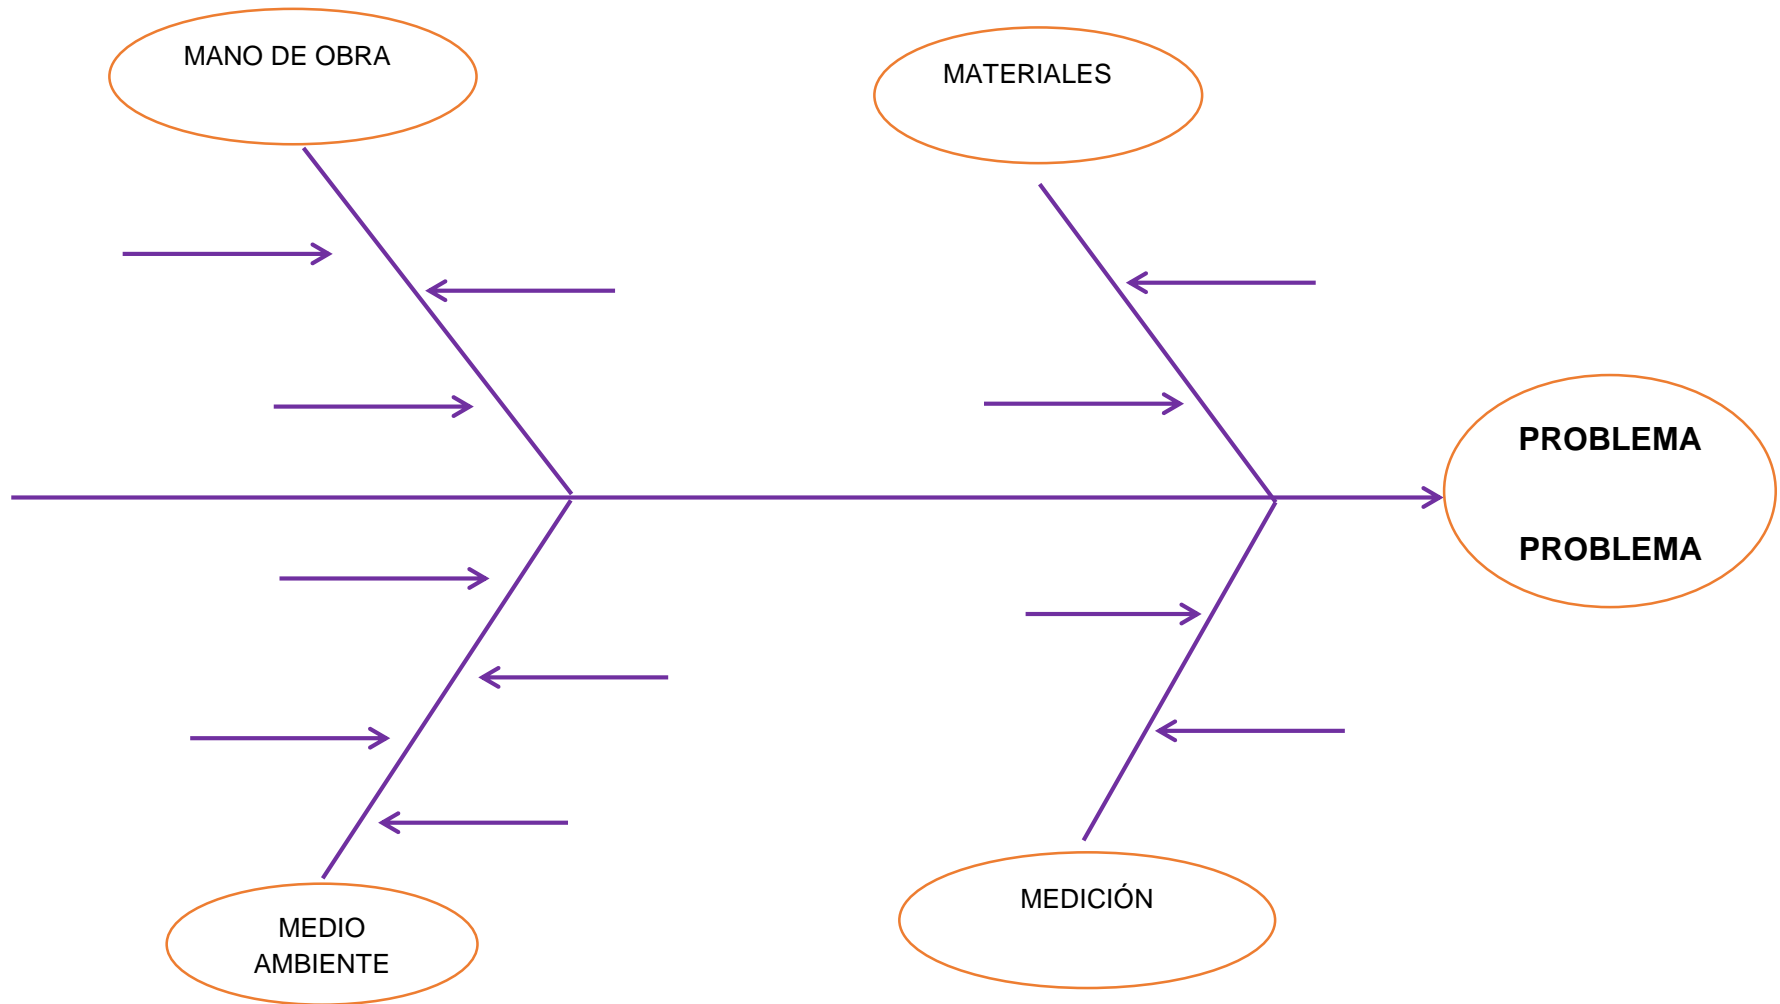 MANO DE OBRA
MATERIALES
PROBLEMA
PROBLEMA
MEDICIÓN
MEDIO
AMBIENTE